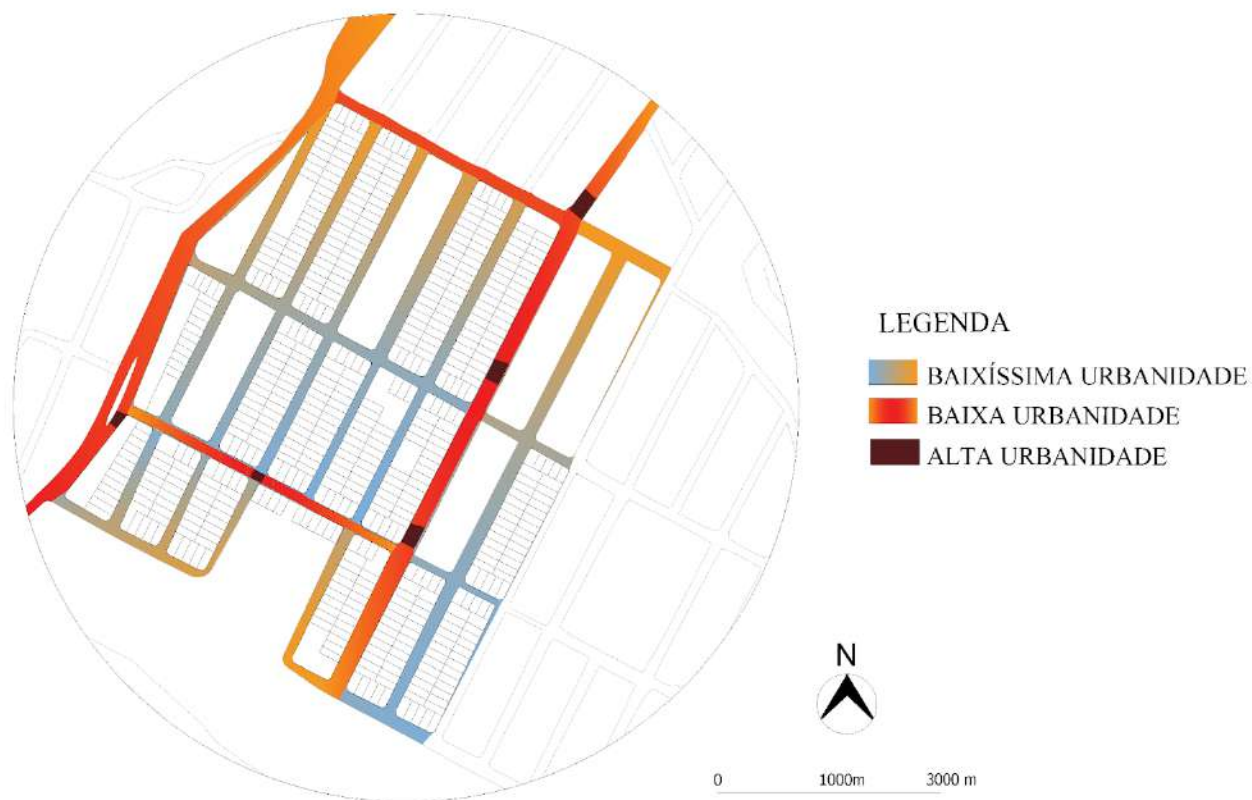 LEGENDA
BAIXÍSSIMA URBANIDADE
BAIXA URBANIDADE
ALTA URBANIDADE
N
0 1000m 3000 m